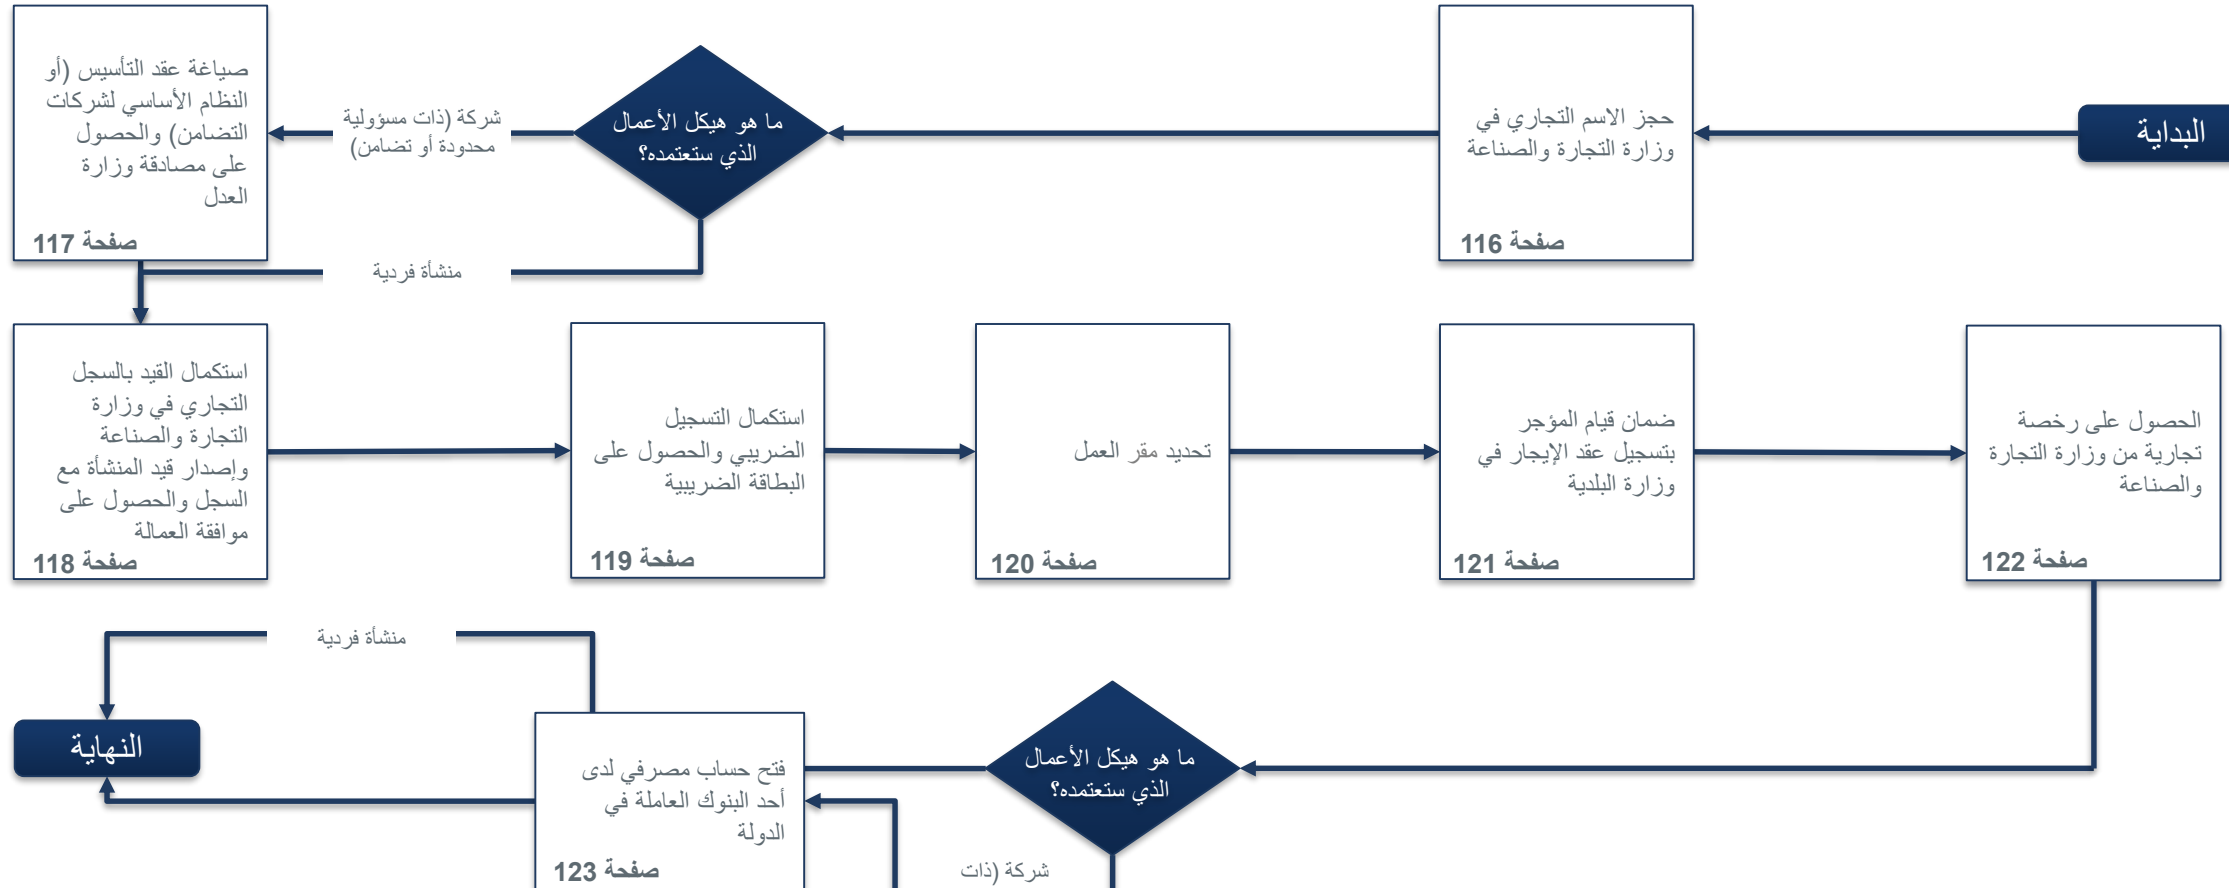 البداية
حجز الاسم التجاري في
وزارة التجارة والصناعة
صفحة 116
ما هو هيكل الأعمال
الذي ستعتمده؟
شركة (ذات مسؤولية
محدودة أو تضامن)
صياغة عقد التأسيس (أو
النظام الأساسي لشركات
التضامن) والحصول
على مصادقة وزارة
العدل
صفحة 117
منشأة فردية
استكمال القيد بالسجل
التجاري في وزارة
التجارة والصناعة
وإصدار قيد المنشأة مع
السجل والحصول على
موافقة العمالة
صفحة 118
استكمال التسجيل
الضريبي والحصول على
البطاقة الضريبية
صفحة 119
تحديد مقر العمل
صفحة 120
ضمان قيام المؤجر
بتسجيل عقد الإيجار في
وزارة البلدية
صفحة 121
الحصول على رخصة
تجارية من وزارة التجارة
والصناعة
صفحة 122
ما هو هيكل الأعمال
الذي ستعتمده؟
شركة (ذات
فتح حساب مصرفي لدى
أحد البنوك العاملة في
الدولة
صفحة 123
منشأة فردية
النهاية